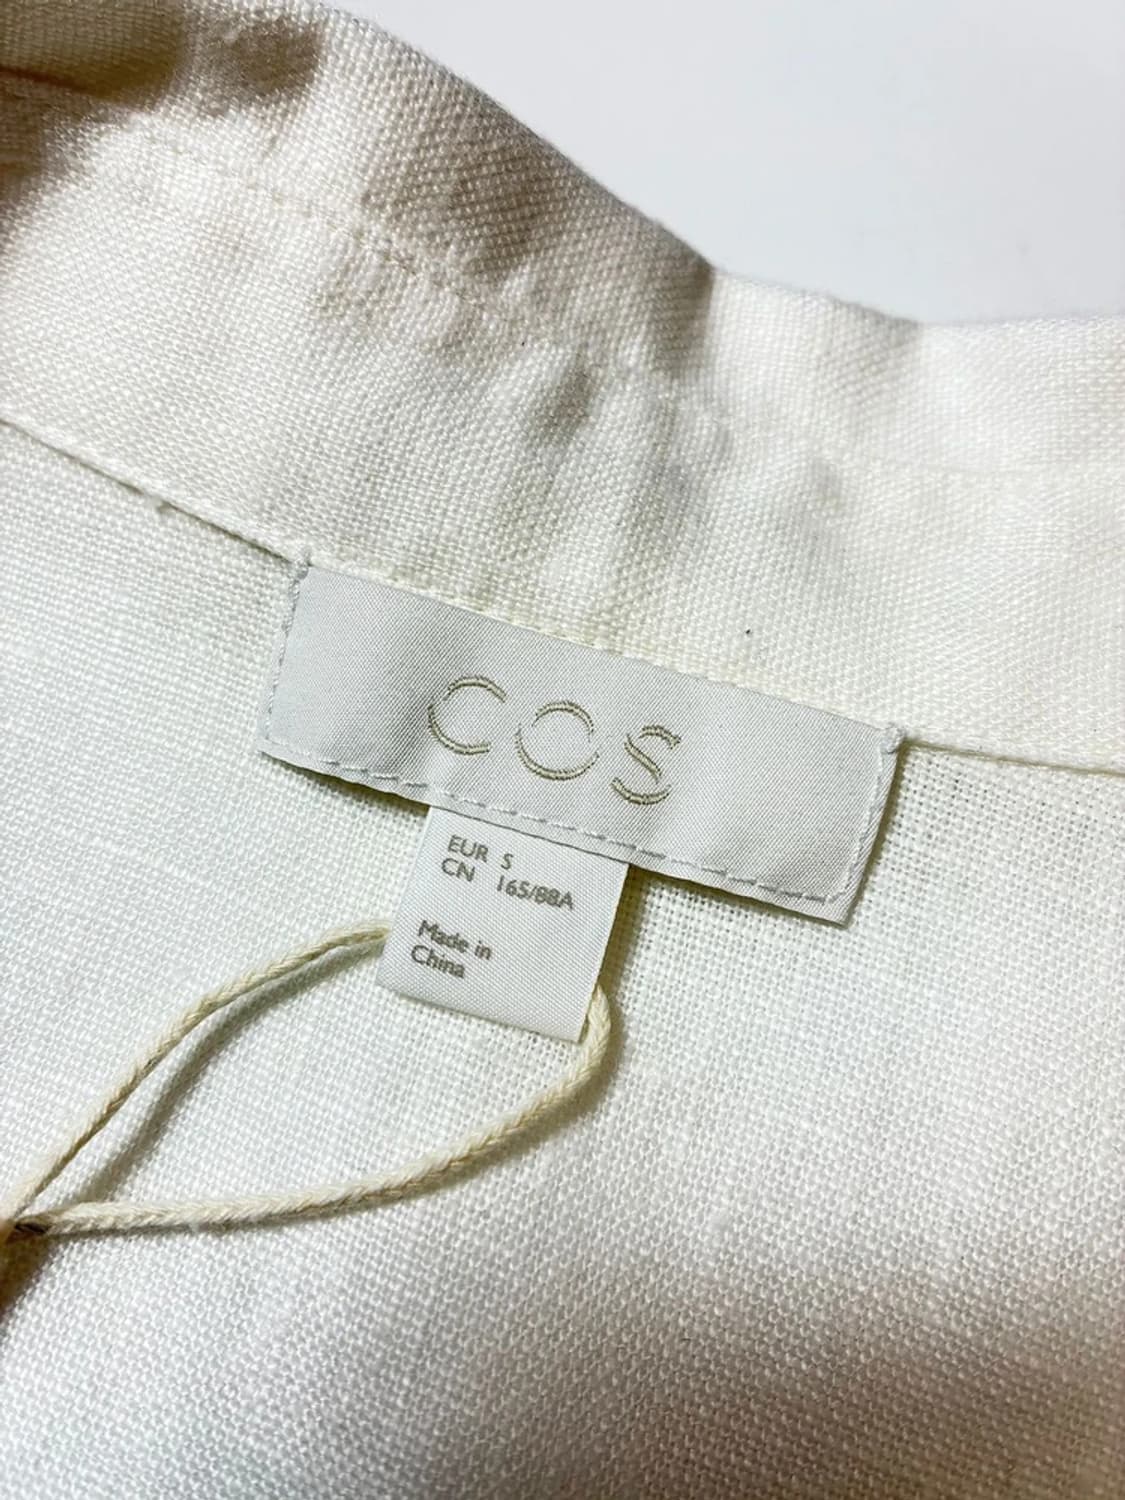 COS
EUR S
CN 165/88A
Made in
China